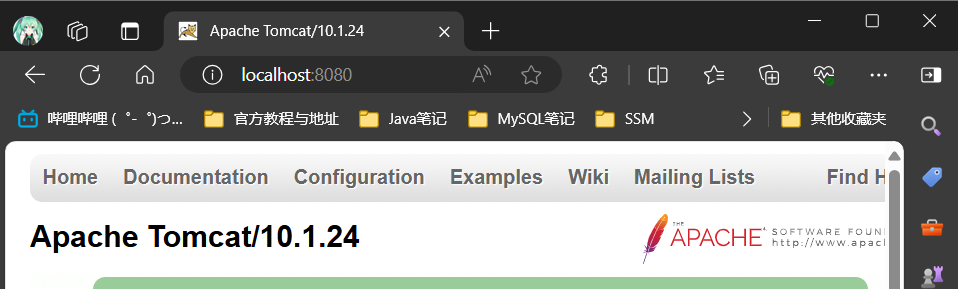 Apache Tomcat/10.1.24
localhost:8080
哔哩哔哩 (゜-゜)つ... 官方教程与地址 Java笔记 MySQL笔记 SSM 其他收藏夹
Home Documentation Configuration Examples Wiki Mailing Lists Find H
Apache Tomcat/10.1.24
THE
APACHE SOFTWARE FOUN
http://www.apac